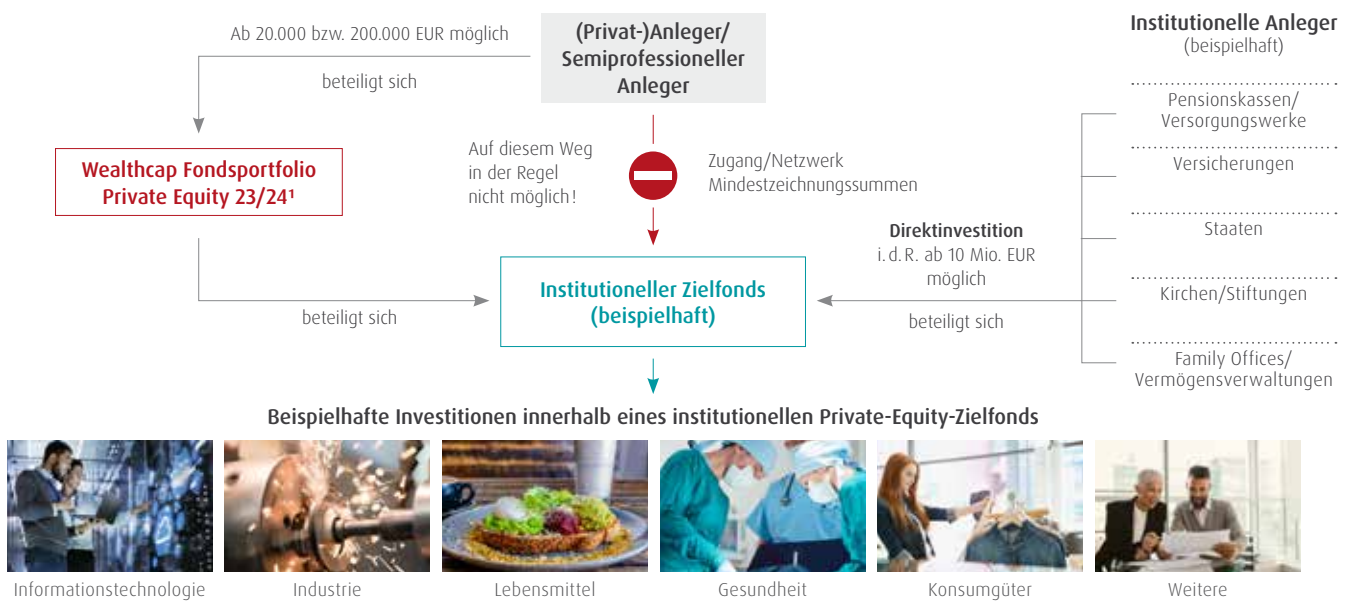 Ab 20.000 bzw. 200.000 EUR möglich
beteiligt sich
(Privat-)Anleger/
Semiprofessioneller
Anleger
Institutionelle Anleger
(beispielhaft)
Pensionskassen/
Versorgungswerke
Versicherungen
Staaten
Kirchen/Stiftungen
Family Offices/
Vermögensverwaltungen
Wealthcap Fondsportfolio
Private Equity 23/24¹
Auf diesem Weg
in der Regel
nicht möglich!
Zugang/Netzwerk
Mindestzeichnungssummen
Direktinvestition
i. d. R. ab 10 Mio. EUR
möglich
beteiligt sich
Institutioneller Zielfonds
(beispielhaft)
beteiligt sich
Beispielhafte Investitionen innerhalb eines institutionellen Private-Equity-Zielfonds
Informationstechnologie
Industrie
Lebensmittel
Gesundheit
Konsumgüter
Weitere